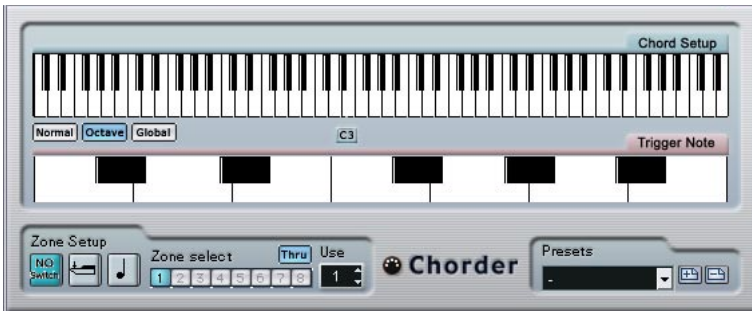 Chord Setup
Normal Octave Global C3
Trigger Note
Zone Setup
NO Switch
Zone select Thru Use
1 2 3 4 5 6 7 8 1
Chorder
Presets
-